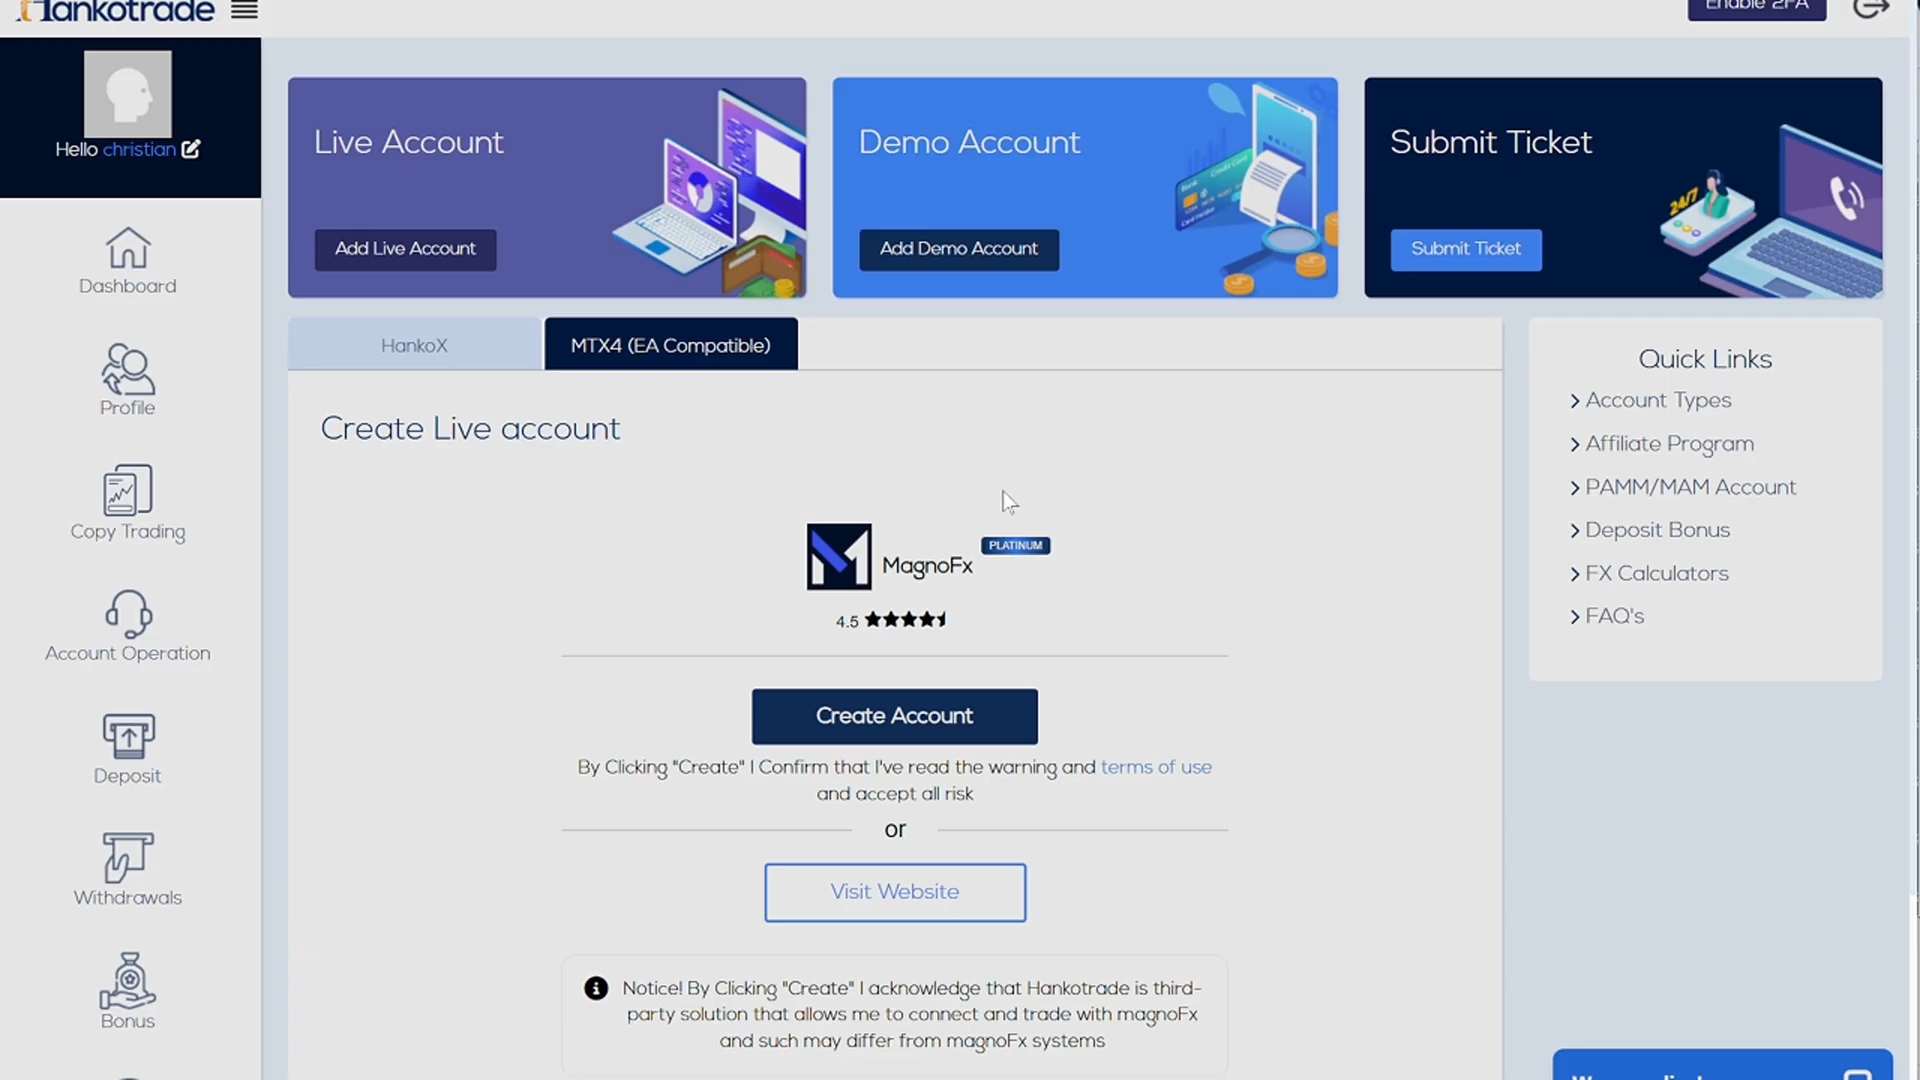 Hankotrade
Enable 2FA
Hello christian
Dashboard
Profile
Copy Trading
Account Operation
Deposit
Withdrawals
Bonus
Live Account
Add Live Account
Demo Account
Credit Card
Bank
Add Demo Account
Submit Ticket
24/7
Submit Ticket
HankoX
MTX4 (EA Compatible)
Create Live account
MagnoFx
PLATINUM
4.5
Create Account
By Clicking "Create" I Confirm that I've read the warning and terms of use
and accept all risk
or
Visit Website
Notice! By Clicking "Create" I acknowledge that Hankotrade is third-
party solution that allows me to connect and trade with magnoFx
and such may differ from magnoFx systems
Quick Links
Account Types
Affiliate Program
PAMM/MAM Account
Deposit Bonus
FX Calculators
FAQ's